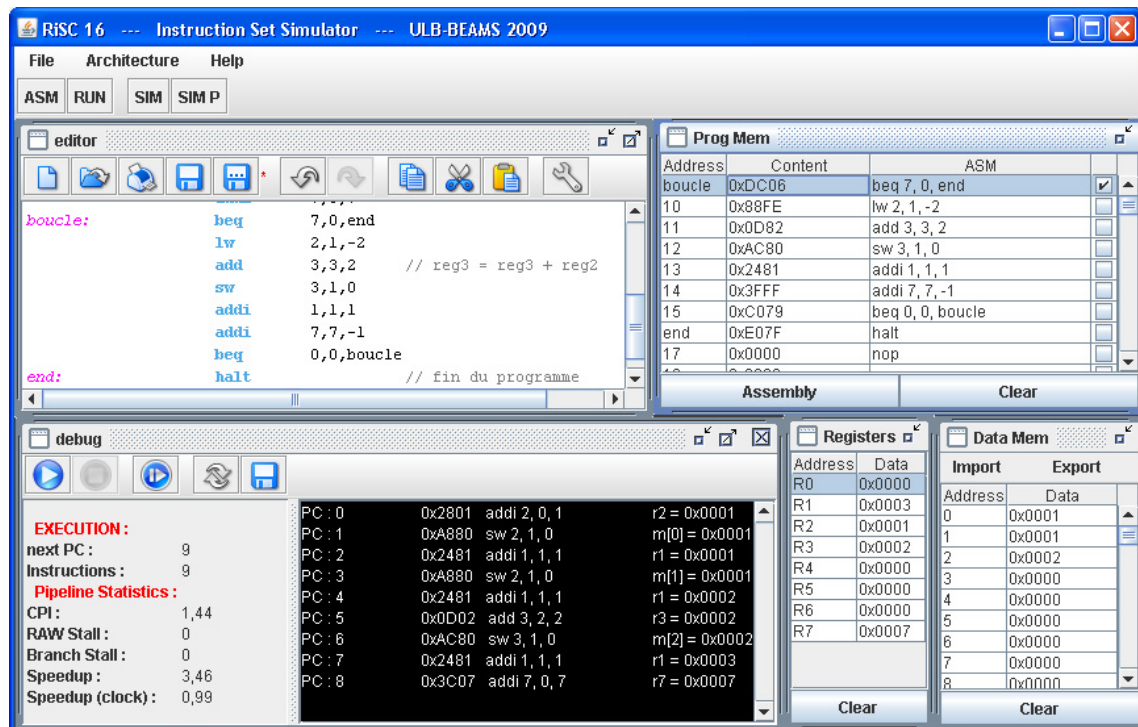 RiSC 16 --- Instruction Set Simulator --- ULB-BEAMS 2009
File Architecture Help
ASM RUN SIM SIM P
editor
boucle: beq 7,0,end
lw 2,1,-2
add 3,3,2 // reg3 = reg3 + reg2
sw 3,1,0
addi 1,1,1
addi 7,7,-1
beq 0,0,boucle
end: halt // fin du programme
Prog Mem
Address Content ASM
boucle 0xDC06 beq 7, 0, end
10 0x88FE lw 2, 1, -2
11 0x0D82 add 3, 3, 2
12 0xAC80 sw 3, 1, 0
13 0x2481 addi 1, 1, 1
14 0x3FFF addi 7, 7, -1
15 0xC079 beq 0, 0, boucle
end 0xE07F halt
17 0x0000 nop
Assembly Clear
debug
EXECUTION :
next PC : 9
Instructions : 9
Pipeline Statistics :
CPI : 1,44
RAW Stall : 0
Branch Stall : 0
Speedup : 3,46
Speedup (clock) : 0,99
PC : 0 0x2801 addi 2, 0, 1 r2 = 0x0001
PC : 1 0xA880 sw 2, 1, 0 m[0] = 0x0001
PC : 2 0x2481 addi 1, 1, 1 r1 = 0x0001
PC : 3 0xA880 sw 2, 1, 0 m[1] = 0x0001
PC : 4 0x2481 addi 1, 1, 1 r1 = 0x0002
PC : 5 0x0D02 add 3, 2, 2 r3 = 0x0002
PC : 6 0xAC80 sw 3, 1, 0 m[2] = 0x0002
PC : 7 0x2481 addi 1, 1, 1 r1 = 0x0003
PC : 8 0x3C07 addi 7, 0, 7 r7 = 0x0007
Registers
Address Data
R0 0x0000
R1 0x0003
R2 0x0001
R3 0x0002
R4 0x0000
R5 0x0000
R6 0x0000
R7 0x0007
Clear
Data Mem
Import Export
Address Data
0 0x0001
1 0x0001
2 0x0002
3 0x0000
4 0x0000
5 0x0000
6 0x0000
7 0x0000
8 0x0000
Clear